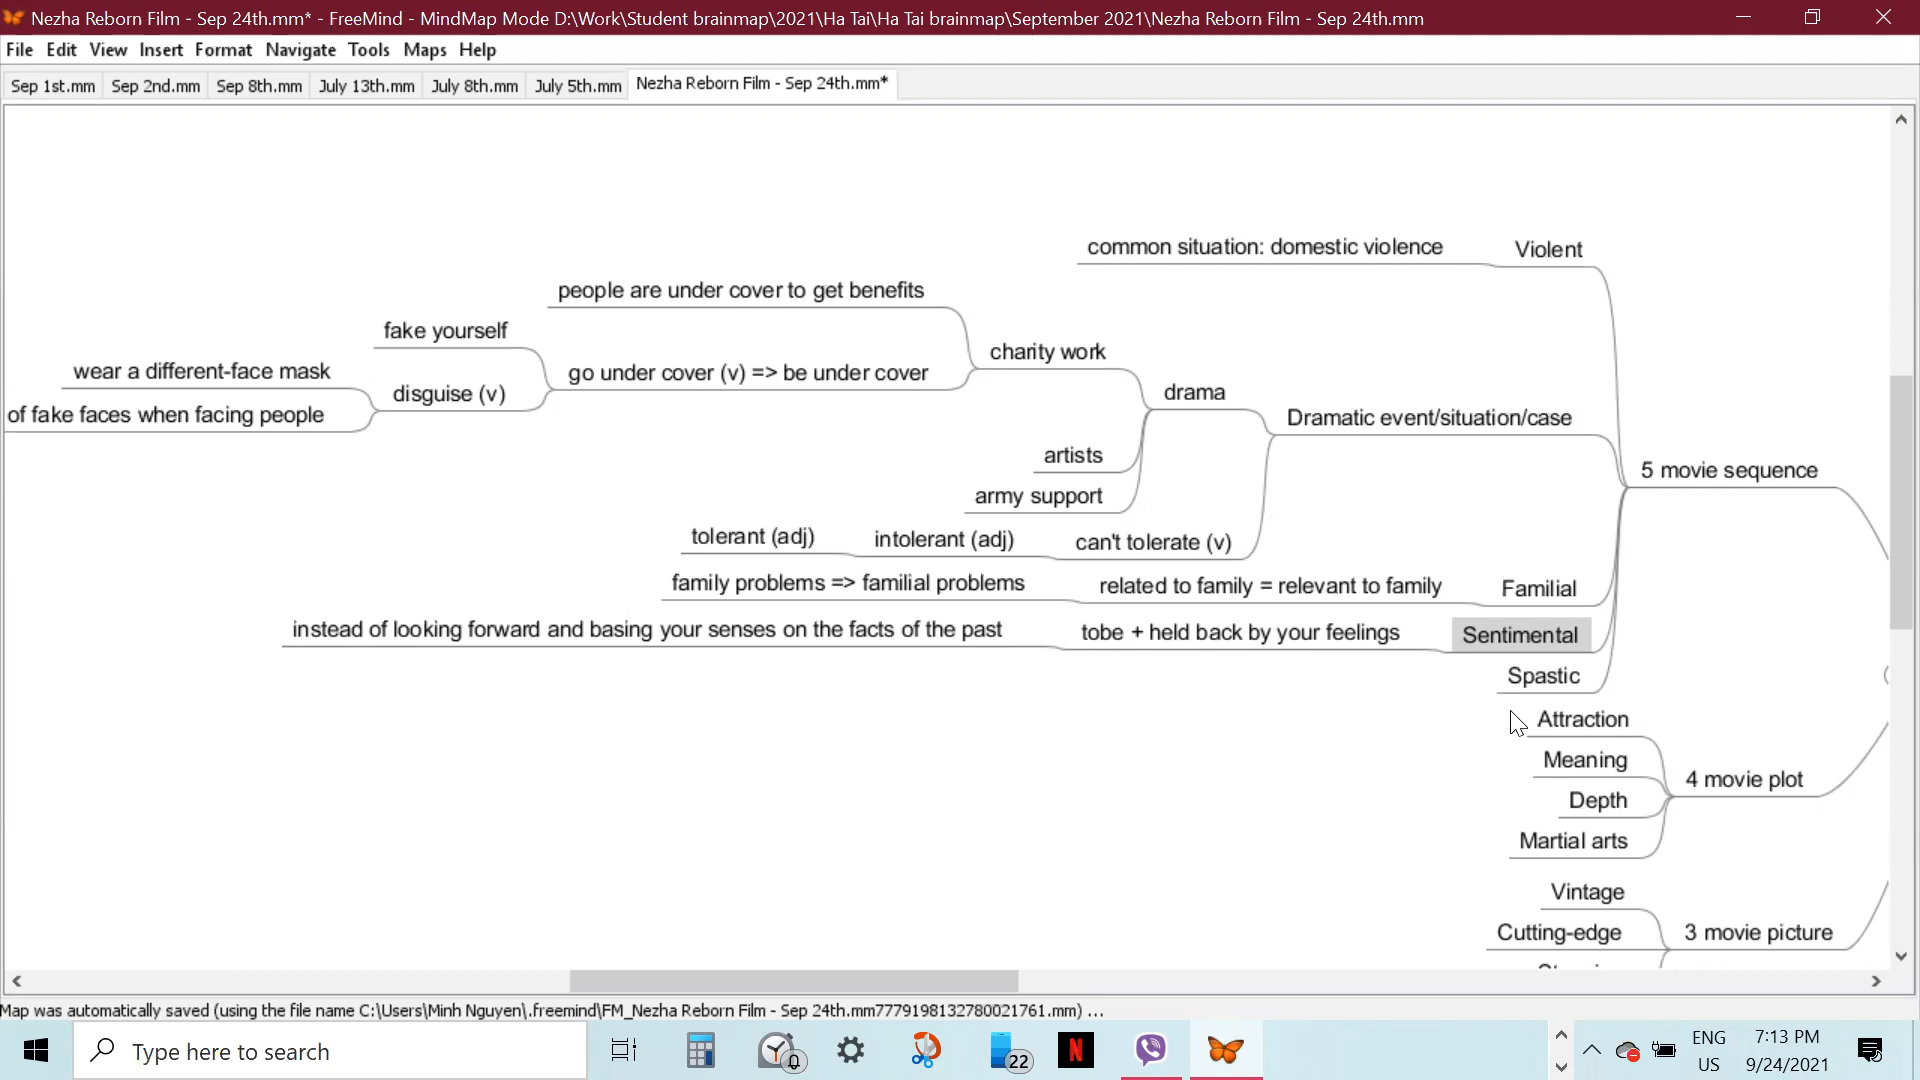 Nezha Reborn Film - Sep 24th.mm* - FreeMind - MindMap Mode D:\Work\Student brainmap\2021\Ha Tai\Ha Tai brainmap\September 2021\Nezha Reborn Film - Sep 24th.mm
File Edit View Insert Format Navigate Tools Maps Help
Sep 1st.mm Sep 2nd.mm Sep 8th.mm July 13th.mm July 8th.mm July 5th.mm Nezha Reborn Film - Sep 24th.mm*
common situation: domestic violence Violent
people are under cover to get benefits
fake yourself
charity work
wear a different-face mask
go under cover (v) => be under cover
disguise (v)
drama
of fake faces when facing people
Dramatic event/situation/case
artists
5 movie sequence
army support
tolerant (adj) intolerant (adj) can't tolerate (v)
family problems => familial problems related to family = relevant to family Familial
instead of looking forward and basing your senses on the facts of the past tobe + held back by your feelings Sentimental
Spastic
Attraction
Meaning
4 movie plot
Depth
Martial arts
Vintage
Cutting-edge 3 movie picture
Map was automatically saved (using the file name C:\Users\Minh Nguyen\.freemind\FM_Nezha Reborn Film - Sep 24th.mm7779198132780021761.mm) ...
Type here to search
22
N
ENG
US
7:13 PM
9/24/2021